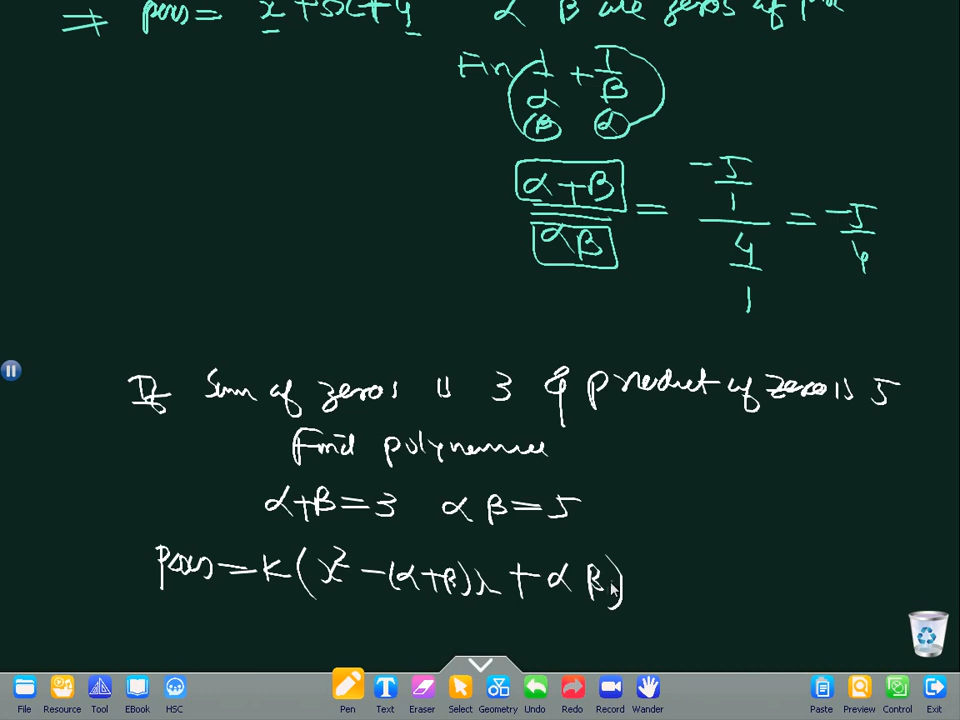 ⇒ p(x) = x²+5x+4 α β are zeros of p(x)
Find 1/α + 1/β
(β) (α)
α+β / αβ = -5/1 / 4/1 = -5/4
If Sum of zeros is 3 & product of zeros is 5
Find polynomial
α+β=3 αβ=5
p(x)=K(x²-(α+β)x+αβ)
File Resource Tool EBook HSC Pen Text Eraser Select Geometry Undo Redo Record Wander Paste Preview Control Exit